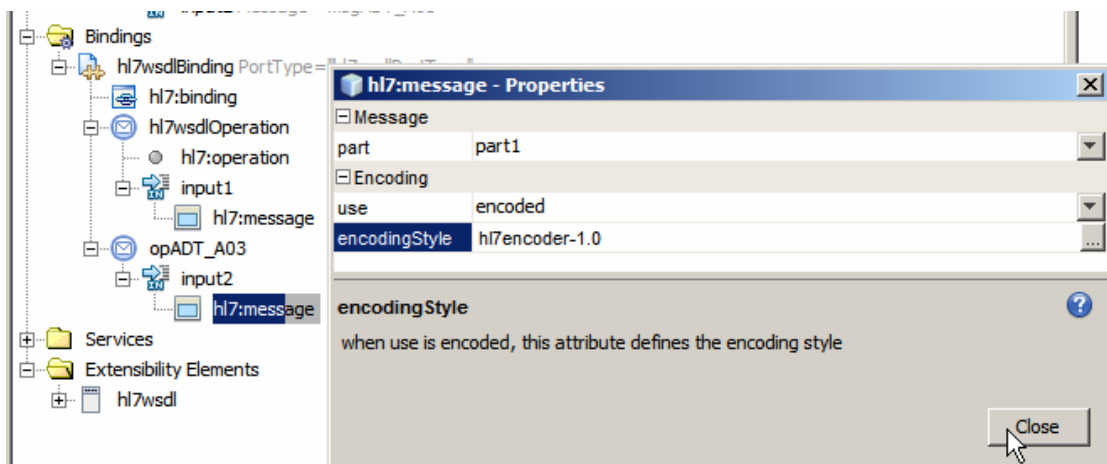 Bindings
hl7wsdlBinding PortType=
hl7:message - Properties
hl7:binding
Message
hl7wsdlOperation
part part1
hl7:operation
Encoding
input1
use encoded
hl7:message
encodingStyle hl7encoder-1.0 ...
opADT_A03
input2
hl7:message
encodingStyle
Services
when use is encoded, this attribute defines the encoding style
Extensibility Elements
hl7wsdl
Close